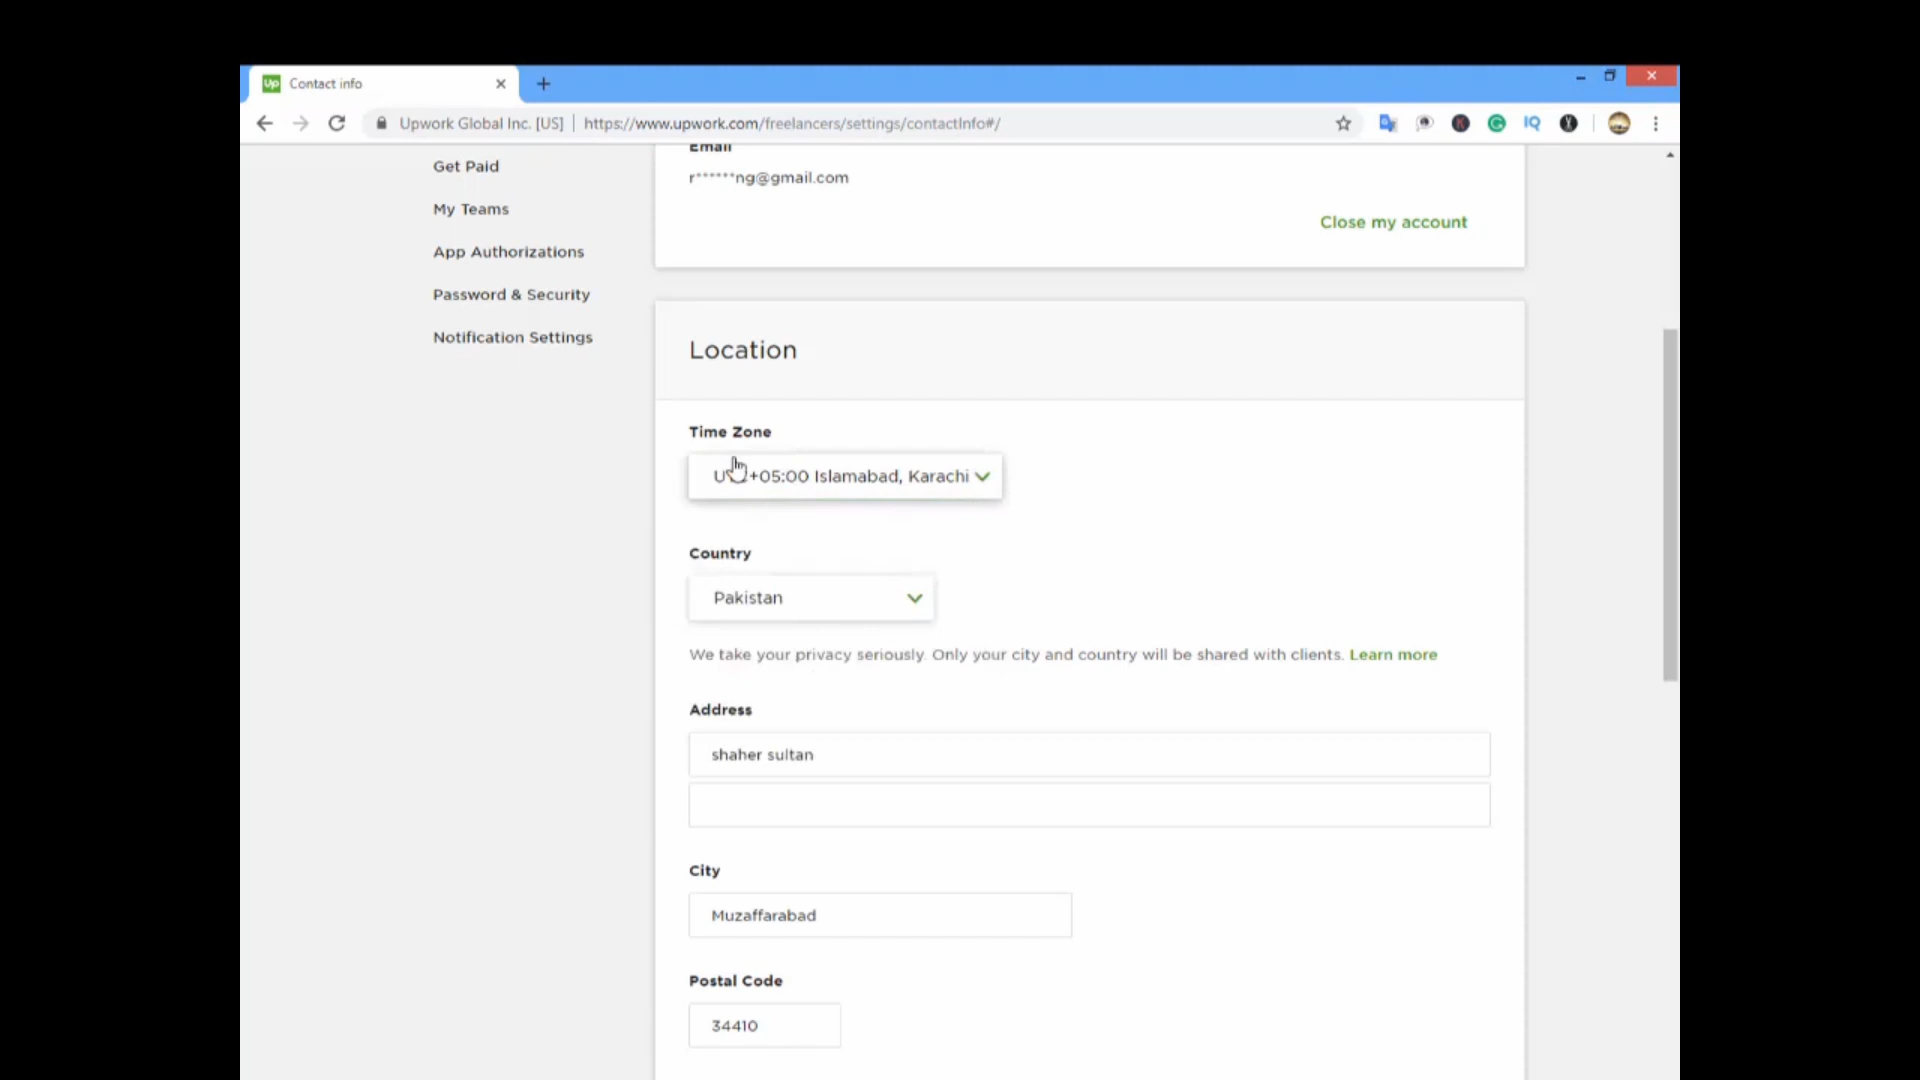 Up Contact info
Upwork Global Inc. [US] https://www.upwork.com/freelancers/settings/contactInfo#/
IQ
Email
Get Paid
r******ng@gmail.com
My Teams
Close my account
App Authorizations
Password & Security
Notification Settings
Location
Time Zone
+05:00 Islamabad, Karachi
Country
Pakistan
We take your privacy seriously. Only your city and country will be shared with clients. Learn more
Address
shaher sultan
City
Muzaffarabad
Postal Code
34410